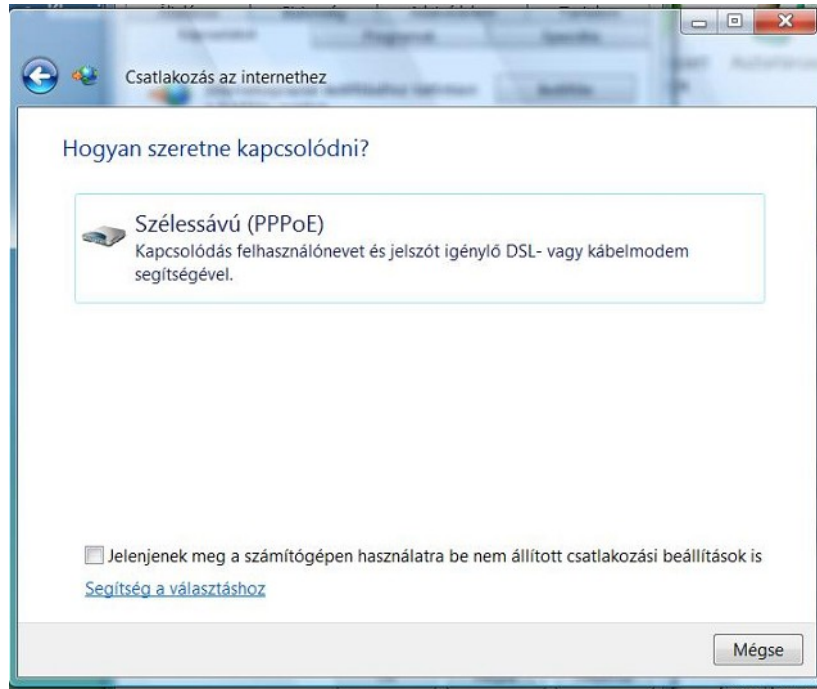 Csatlakozás az internethez
Hogyan szeretne kapcsolódni?
Szélessávú (PPPoE)
Kapcsolódás felhasználónevet és jelszót igénylő DSL- vagy kábelmodem
segítségével.
Jelenjenek meg a számítógépen használatra be nem állított csatlakozási beállítások is
Segítség a választáshoz
Mégse